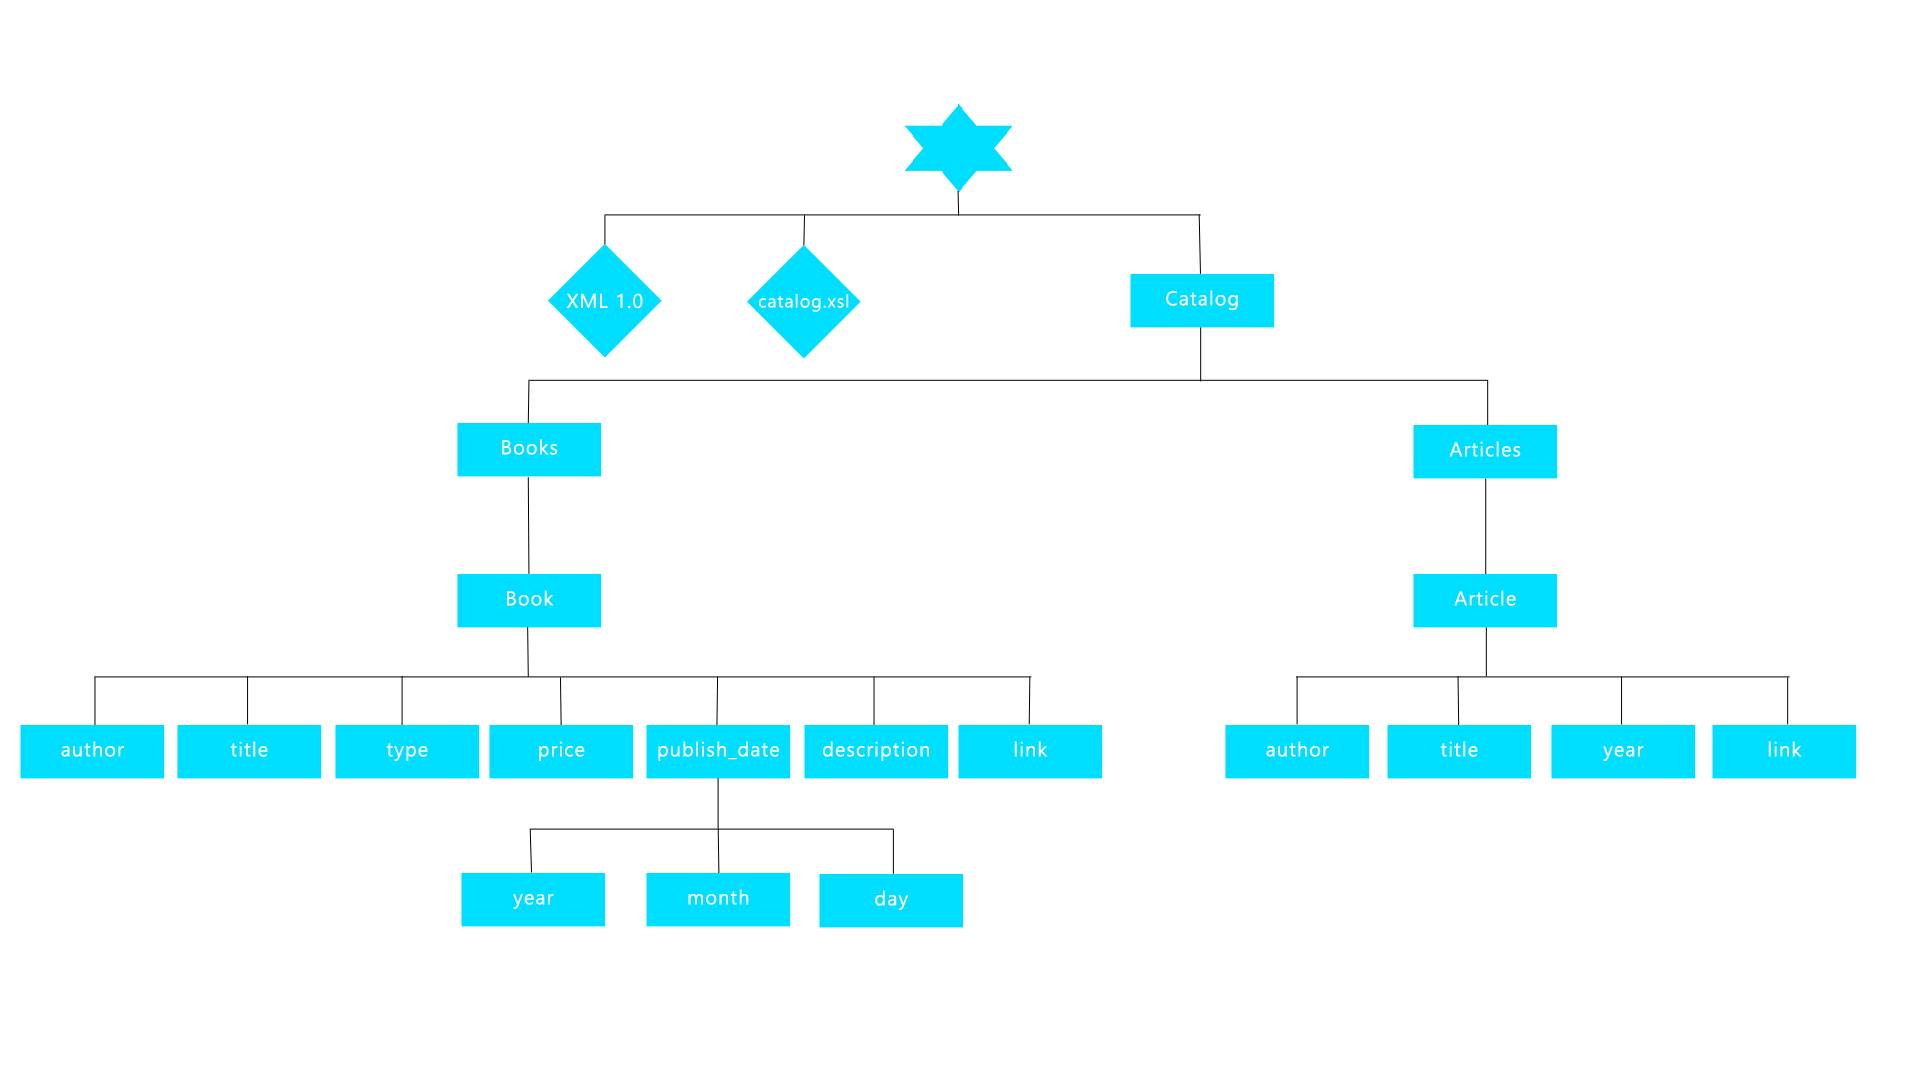 XML 1.0
catalog.xsl
Catalog
Books
Articles
Book
Article
author
title
type
price
publish_date
description
link
author
title
year
link
year
month
day